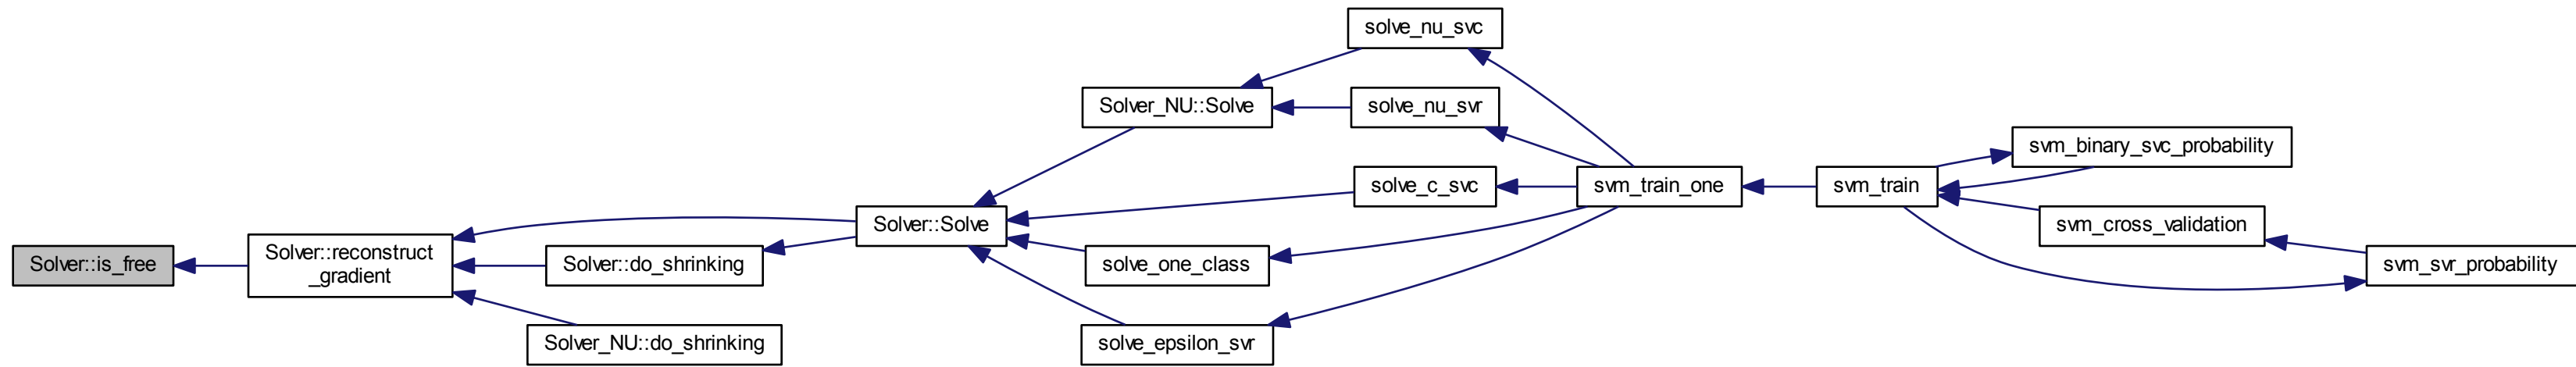 Solver::is_free
Solver::reconstruct
_gradient
Solver::do_shrinking
Solver_NU::do_shrinking
Solver::Solve
Solver_NU::Solve
solve_one_class
solve_epsilon_svr
solve_nu_svc
solve_nu_svr
solve_c_svc
svm_train_one
svm_train
svm_binary_svc_probability
svm_cross_validation
svm_svr_probability